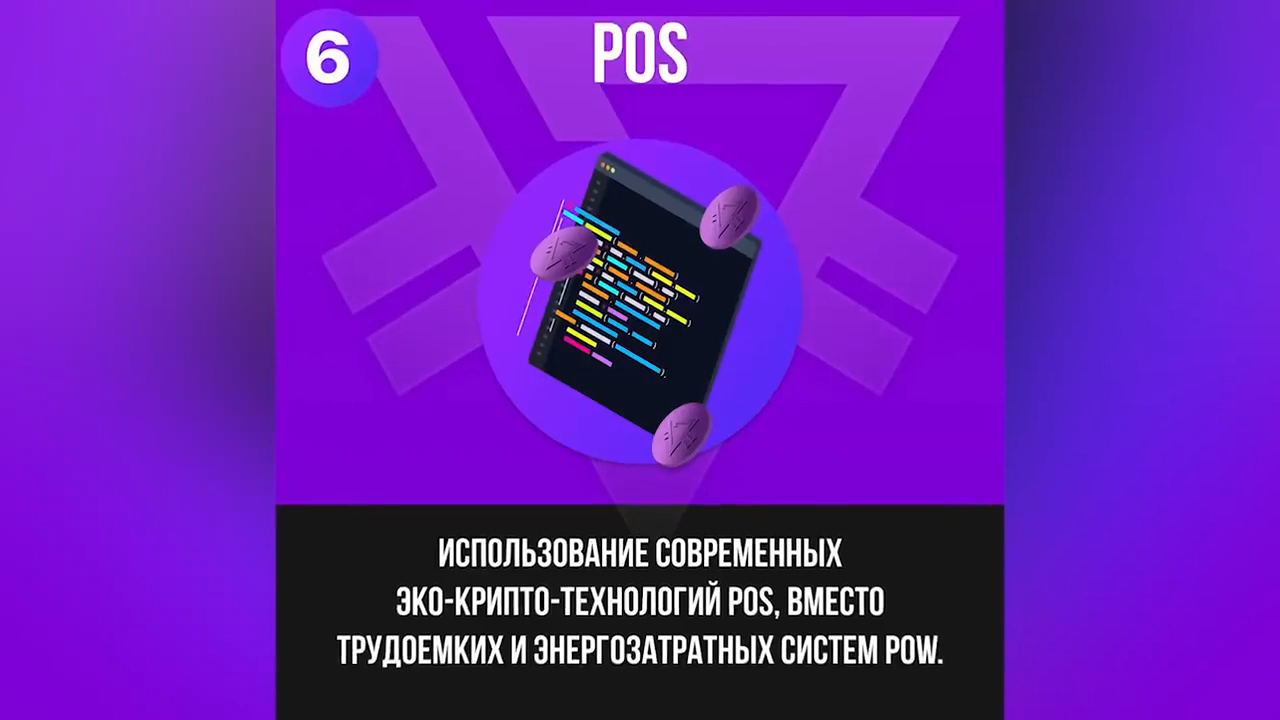 6
POS
ИСПОЛЬЗОВАНИЕ СОВРЕМЕННЫХ
ЭКО-КРИПТО-ТЕХНОЛОГИЙ POS, ВМЕСТО
ТРУДОЕМКИХ И ЭНЕРГОЗАТРАТНЫХ СИСТЕМ POW.